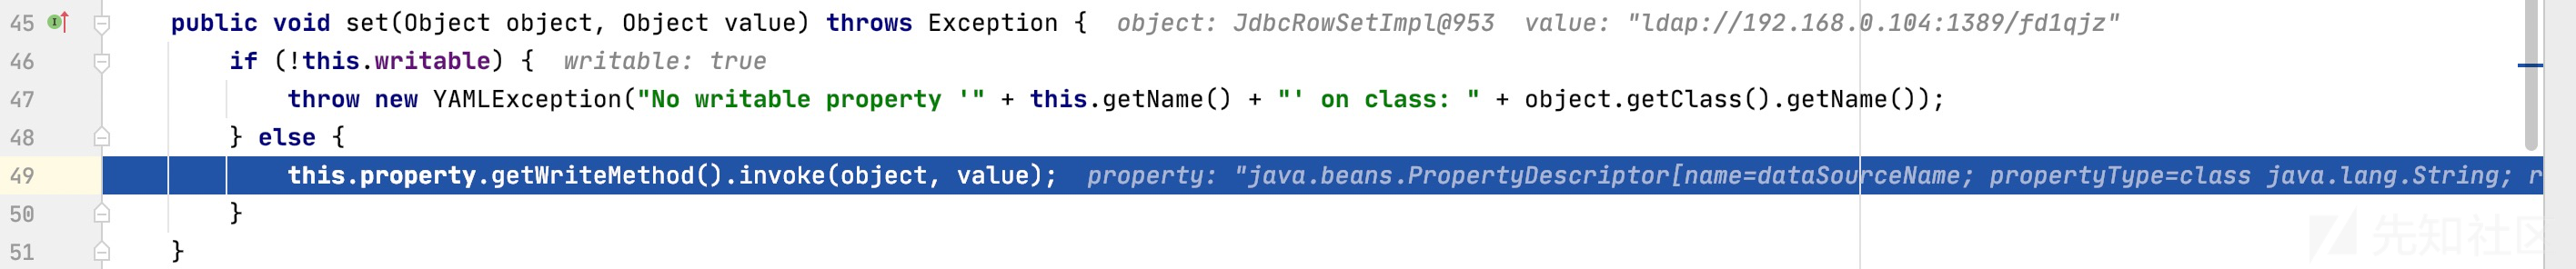 45 public void set(Object object, Object value) throws Exception { object: JdbcRowSetImpl@953 value: "ldap://192.168.0.104:1389/fd1qjz"
46 if (!this.writable) { writable: true
47 throw new YAMLException("No writable property '" + this.getName() + "' on class: " + object.getClass().getName());
48 } else {
49 this.property.getWriteMethod().invoke(object, value); property: "java.beans.PropertyDescriptor[name=dataSourceName; propertyType=class java.lang.String; r
50 }
51 }
先知社区